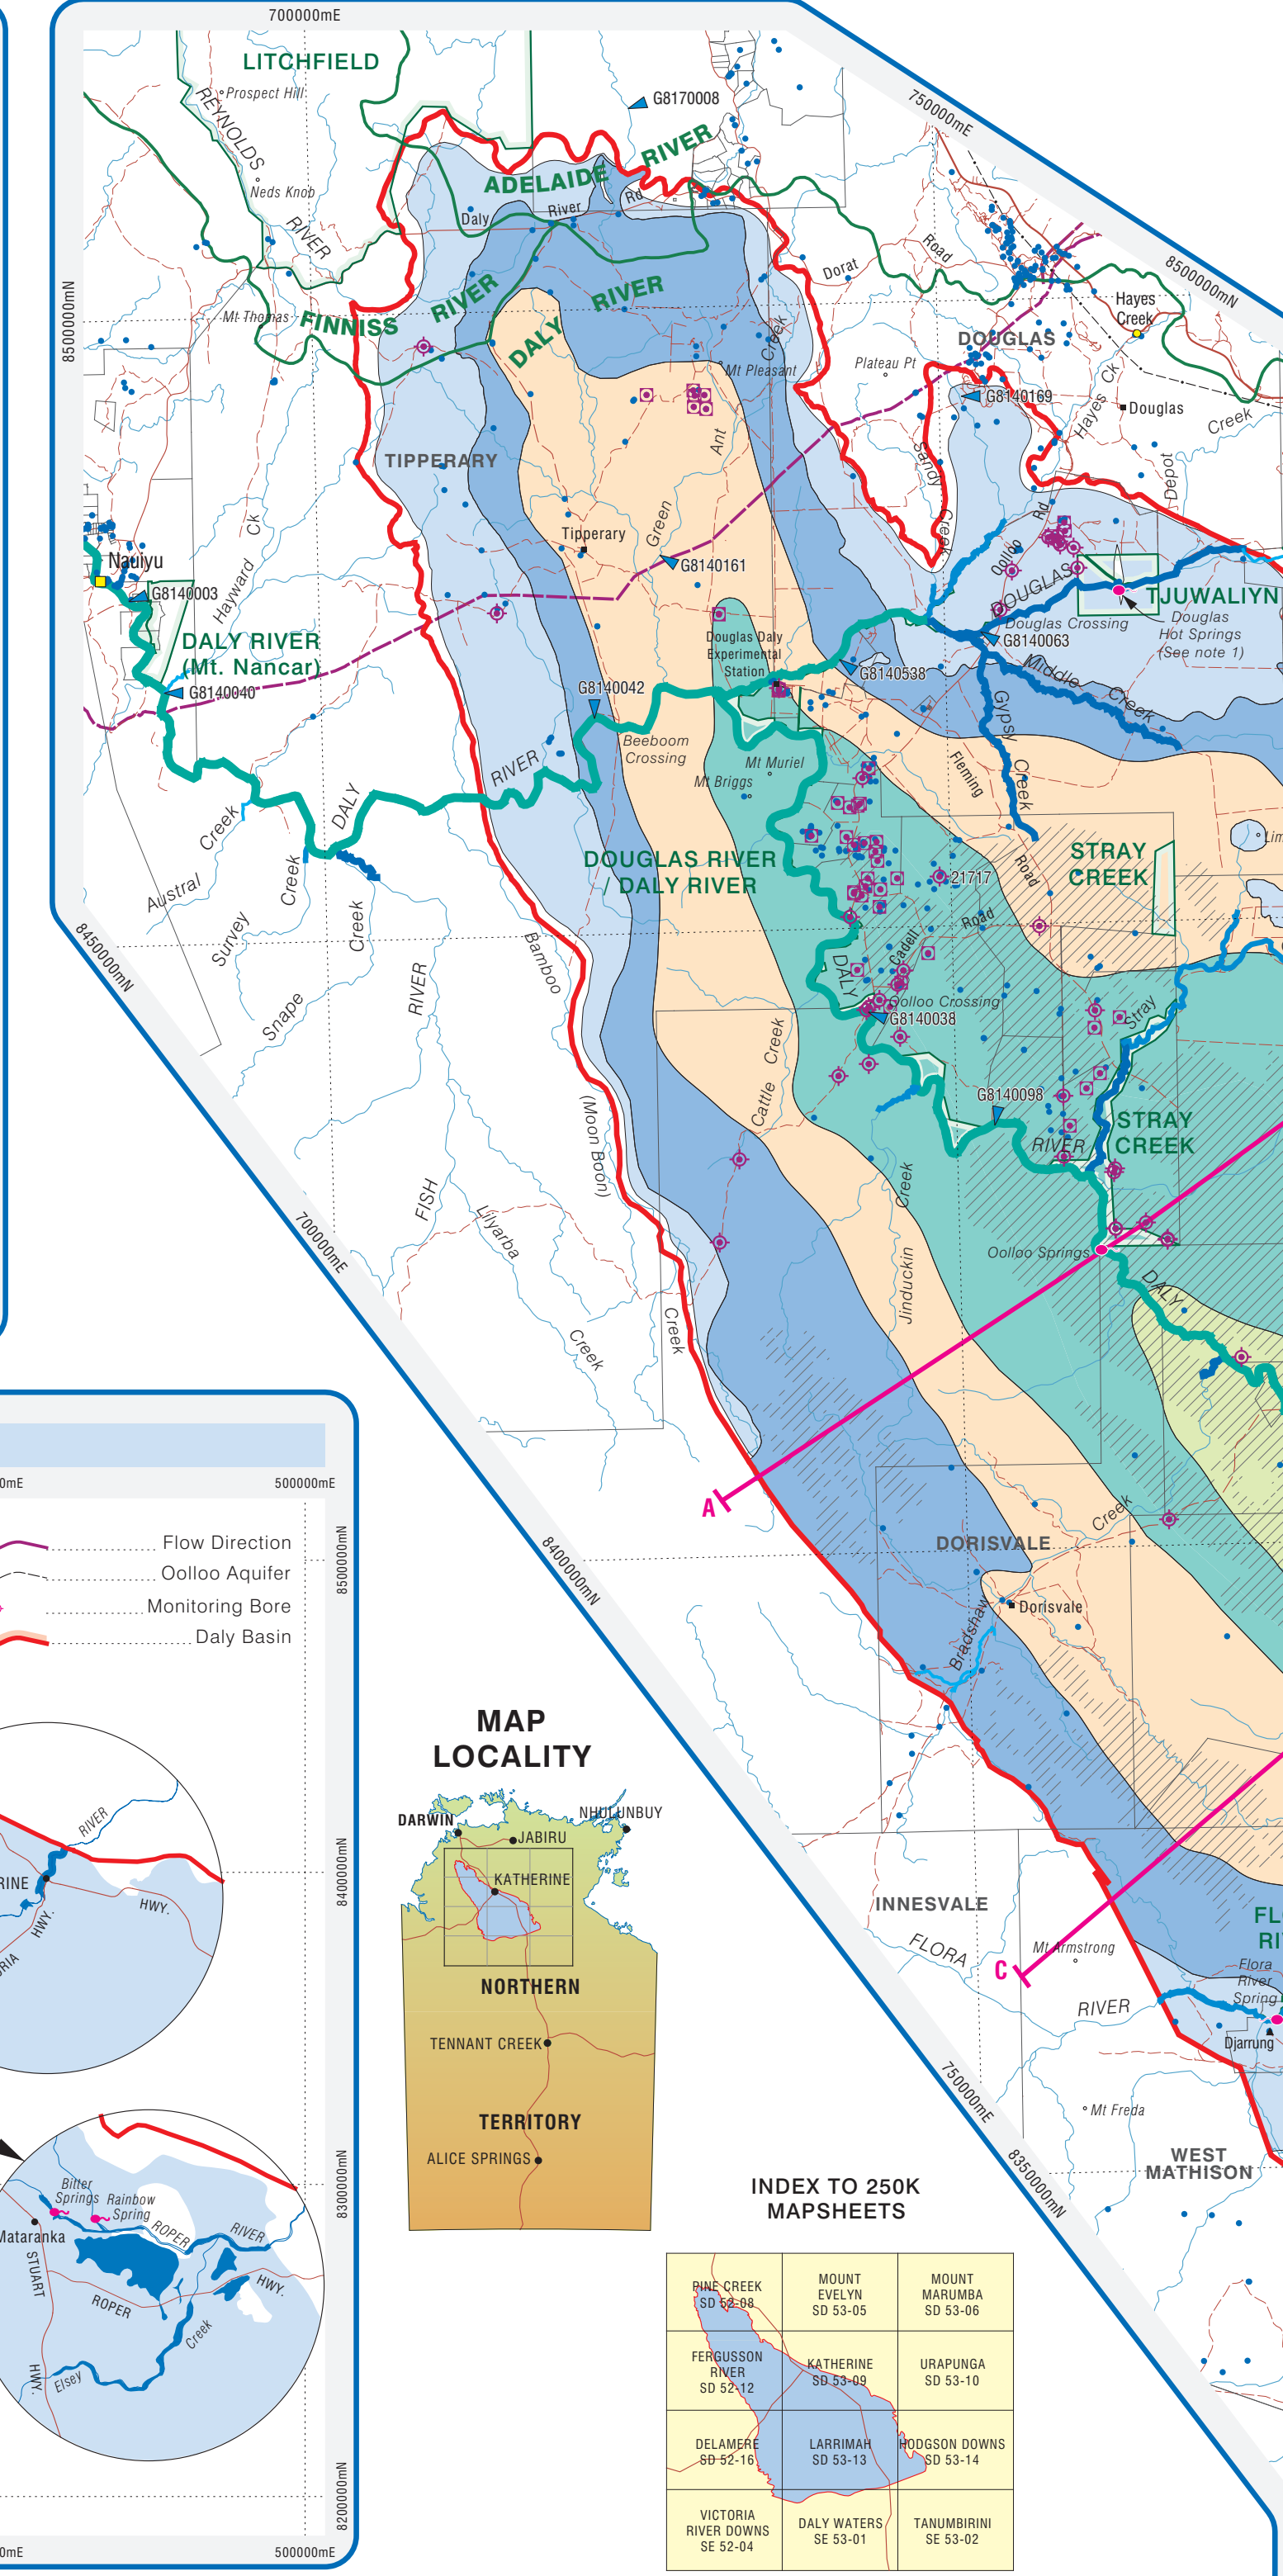 700000mE
LITCHFIELD
Prospect Hill
G8170008
750000mE
REYNOLDS
RIVER
Neds Knob
ADELAIDE RIVER
Daly River Rd
Dorat Road
850000mN
8500000mN
Mt Thomas
FINNISS RIVER
DALY RIVER
Hayes
Creek
DOUGLAS
Creek
Mt Pleasant
Plateau Pt
G8140169
Hayes Ck
Douglas
Creek
Depot
TIPPERARY
Ant
Sandy
Creek
Ck
Hayward
Tipperary
Green
G8140161
Oolloo
Rd
Nauiyu
G8140003
DOUGLAS
TJUWALIYN
Douglas
Hot Springs
(See note 1)
Douglas Crossing
G8140063
DALY RIVER
(Mt. Nancar)
G8140040
Douglas Daly
Experimental
Station
G8140538
G8140042
Middle Creek
Gypsy
Creek
Beeboom
Crossing
RIVER
Mt Muriel
Mt Briggs
Fleming
Road
DALY
Creek
Austral
DOUGLAS RIVER
/ DALY RIVER
STRAY
CREEK
Lim
21717
Creek
Survey
Creek
Snape
RIVER
FISH
Bamboo
(Moon Boon)
Creek
8450000mN
Cadell
Road
DALY
Oolloo Crossing
G8140038
Stray
Cattle
Creek
G8140098
RIVER
STRAY
CREEK
Creek
Jinduckin
Lilyarba
Creek
700000mE
Oolloo Springs
DALY
A
500000mE
0mE
8500000mN
Flow Direction
Oolloo Aquifer
Monitoring Bore
Daly Basin
8400000mN
DORISVALE
Creek
Dorisvale
Bradshaw
MAP
LOCALITY
DARWIN
NHULUNBUY
JABIRU
KATHERINE
NORTHERN
TENNANT CREEK
TERRITORY
ALICE SPRINGS
RIVER
RINE
HWY.
HWY.
RIA
8400000mN
INNESVALE
FLORA
RIVER
Mt Armstrong
C
FL
RI
Flora
River
Spring
Djarrung
750000mE
Mt Freda
8350000mN
WEST
MATHISON
Bitter
Springs
Rainbow
Spring
ROPER
RIVER
Mataranka
STUART
HWY.
ROPER
HWY.
Creek
Elsey
8300000mN
8200000mN
0mE
500000mE
INDEX TO 250K
MAPSHEETS
PINE CREEK
SD 52-08
MOUNT
EVELYN
SD 53-05
MOUNT
MARUMBA
SD 53-06
FERGUSSON
RIVER
SD 52-12
KATHERINE
SD 53-09
URAPUNGA
SD 53-10
DELAMERE
SD 52-16
LARRIMAH
SD 53-13
HODGSON DOWNS
SD 53-14
VICTORIA
RIVER DOWNS
SE 52-04
DALY WATERS
SE 53-01
TANUMBIRINI
SE 53-02